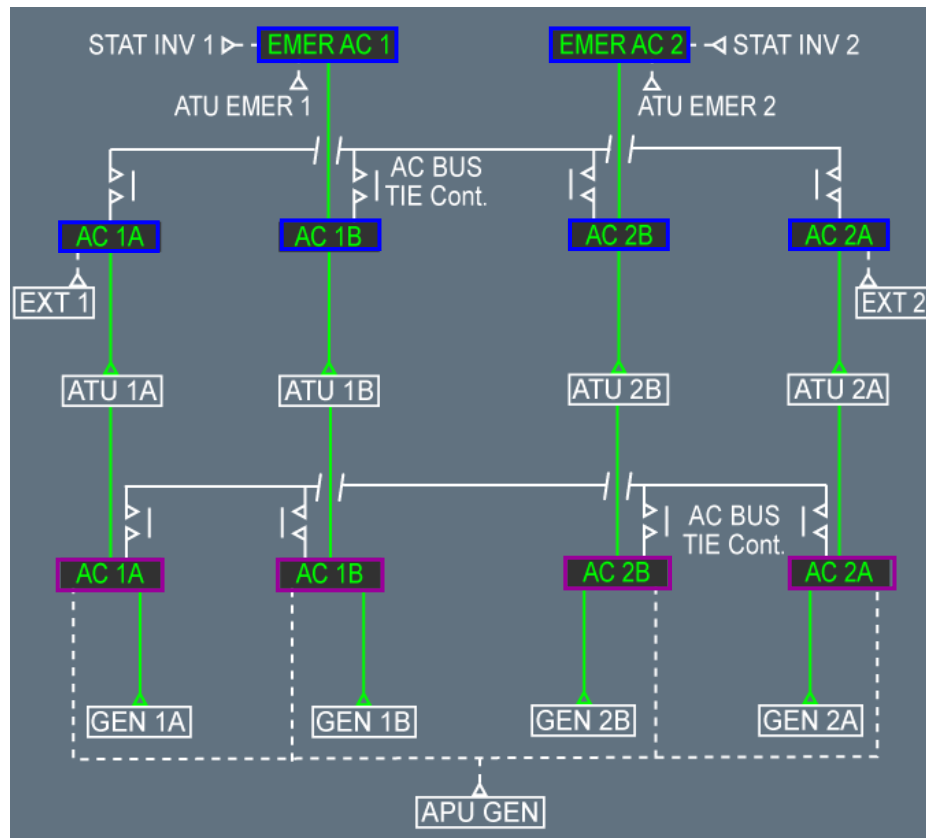 STAT INV 1 EMER AC 1 EMER AC 2 STAT INV 2
ATU EMER 1 ATU EMER 2
AC BUS
TIE Cont.
AC 1A AC 1B AC 2B AC 2A
EXT 1 EXT 2
ATU 1A ATU 1B ATU 2B ATU 2A
AC BUS
TIE Cont.
AC 1A AC 1B AC 2B AC 2A
GEN 1A GEN 1B GEN 2B GEN 2A
APU GEN